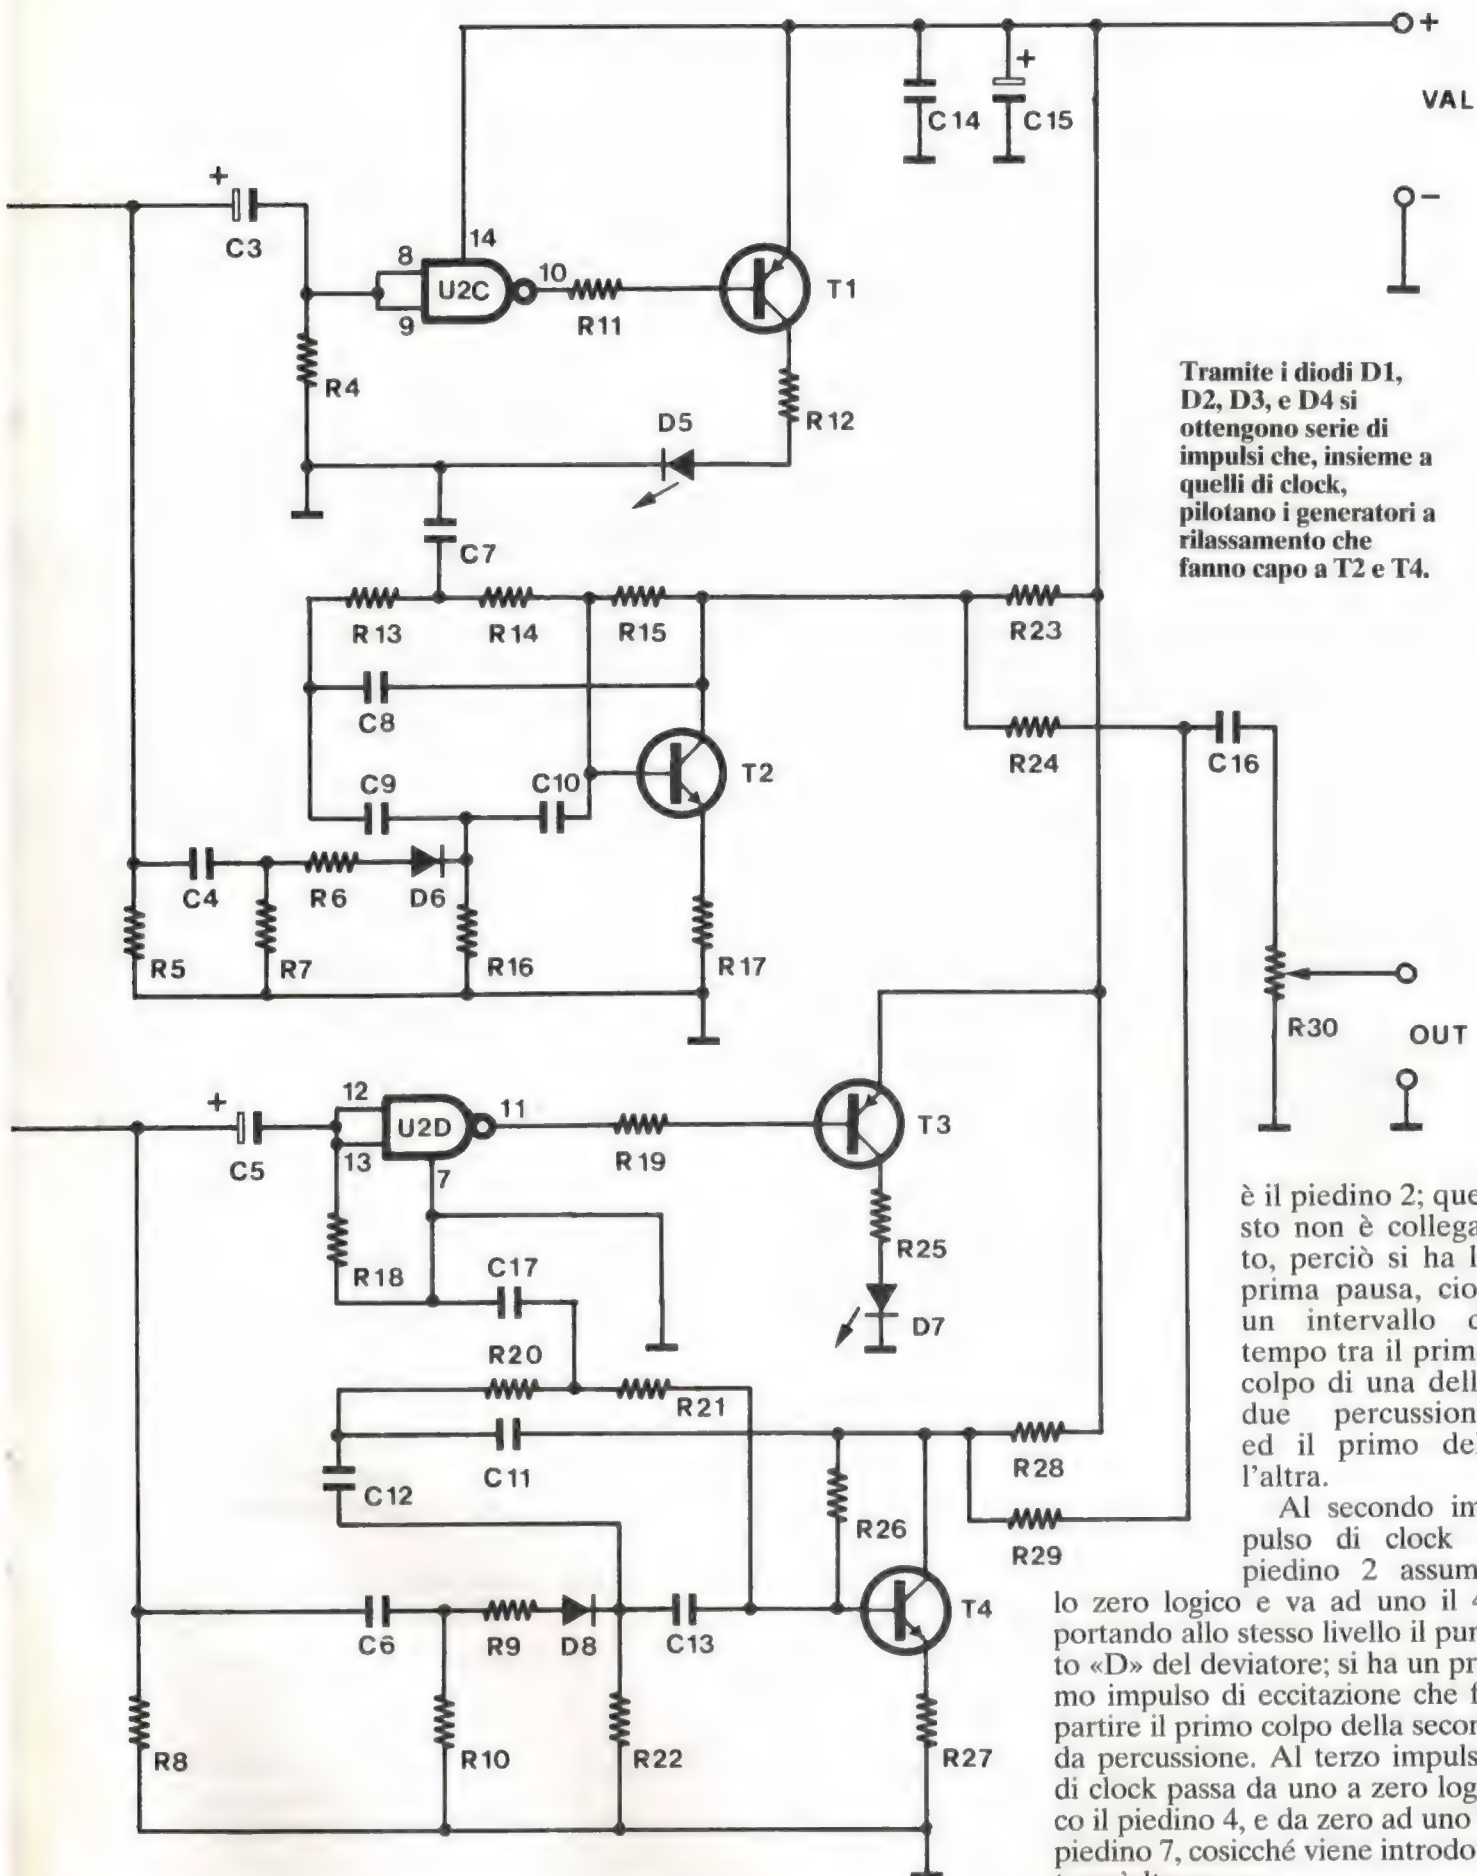 +
VAL
C14
+
C15
−
+
C3
14
8
U2C
10
9
R11
T1
R4
R12
D5
C7
Tramite i diodi D1,
D2, D3, e D4 si
ottengono serie di
impulsi che, insieme a
quelli di clock,
pilotano i generatori a
rilassamento che
fanno capo a T2 e T4.
R13
R14
R15
R23
C8
R24
C16
C9
C10
T2
C4
R6
D6
R5
R7
R16
R17
R30
OUT
+
C5
12
U2D
11
13
7
R19
T3
R18
C17
R25
D7
R20
R21
C11
C12
R28
R26
R29
C6
R9
D8
C13
T4
R8
R10
R22
R27
è il piedino 2; que
sto non è collega
to, perciò si ha l
prima pausa, cio
un intervallo d
tempo tra il prim
colpo di una dell
due percussion
ed il primo del
l'altra.
Al secondo im
pulso di clock
piedino 2 assum
lo zero logico e va ad uno il 4
portando allo stesso livello il pun
to «D» del deviatore; si ha un pr
mo impulso di eccitazione che f
partire il primo colpo della secon
da percussione. Al terzo impuls
di clock passa da uno a zero log
co il piedino 4, e da zero ad uno
piedino 7, cosicché viene introdo